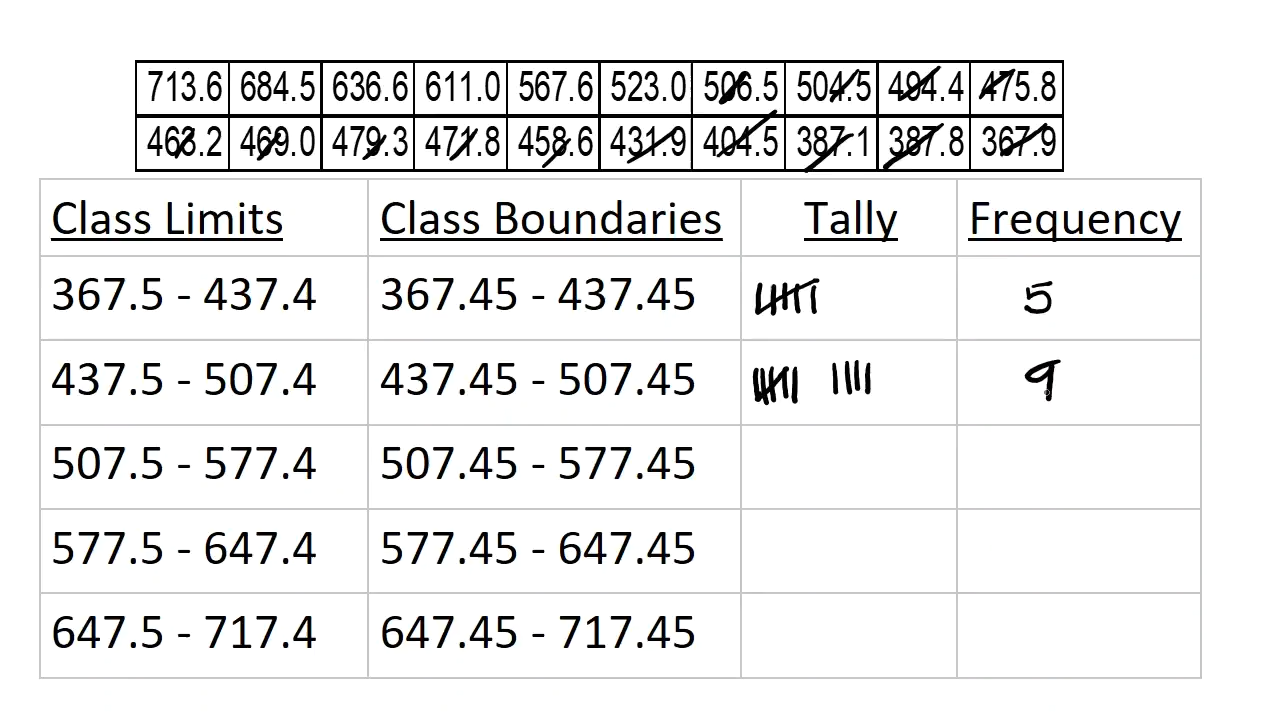 713.6 684.5 636.6 611.0 567.6 523.0 506.5 504.5 494.4 475.8
463.2 469.0 479.3 471.8 458.6 431.9 404.5 387.1 387.8 367.9
Class Limits Class Boundaries Tally Frequency
367.5 - 437.4 367.45 - 437.45 5
437.5 - 507.4 437.45 - 507.45 9
507.5 - 577.4 507.45 - 577.45
577.5 - 647.4 577.45 - 647.45
647.5 - 717.4 647.45 - 717.45